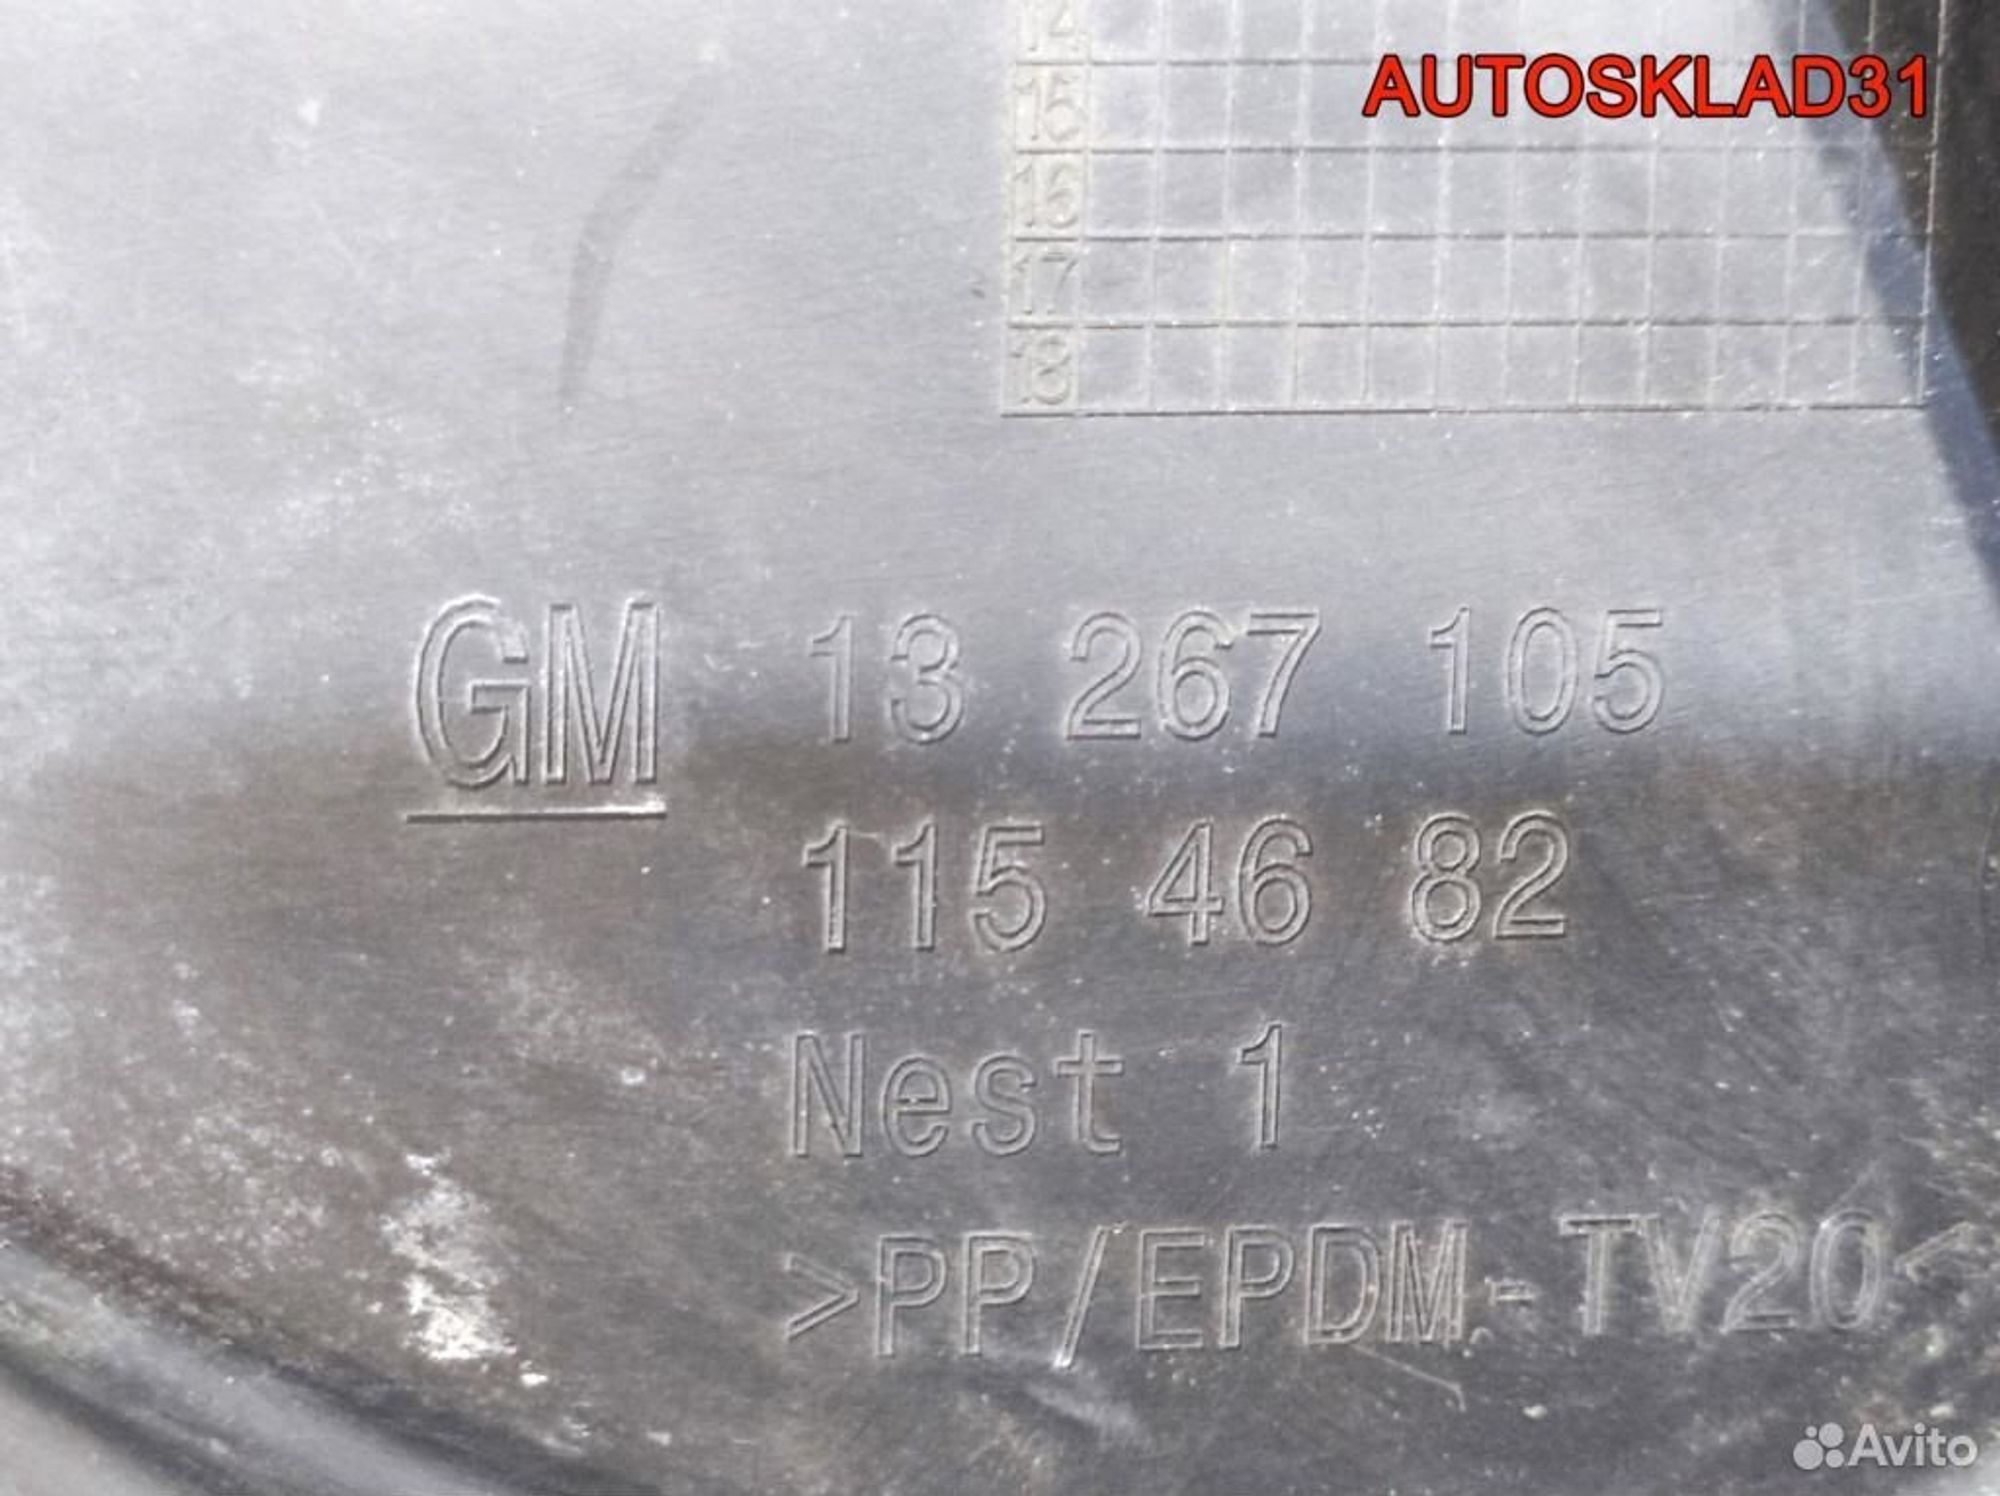 14
AUTOSKLAD31
15
16
17
18
GM 13 267 105
115 46 82
Nest 1
>PP/EPDM-TV20<
Avito